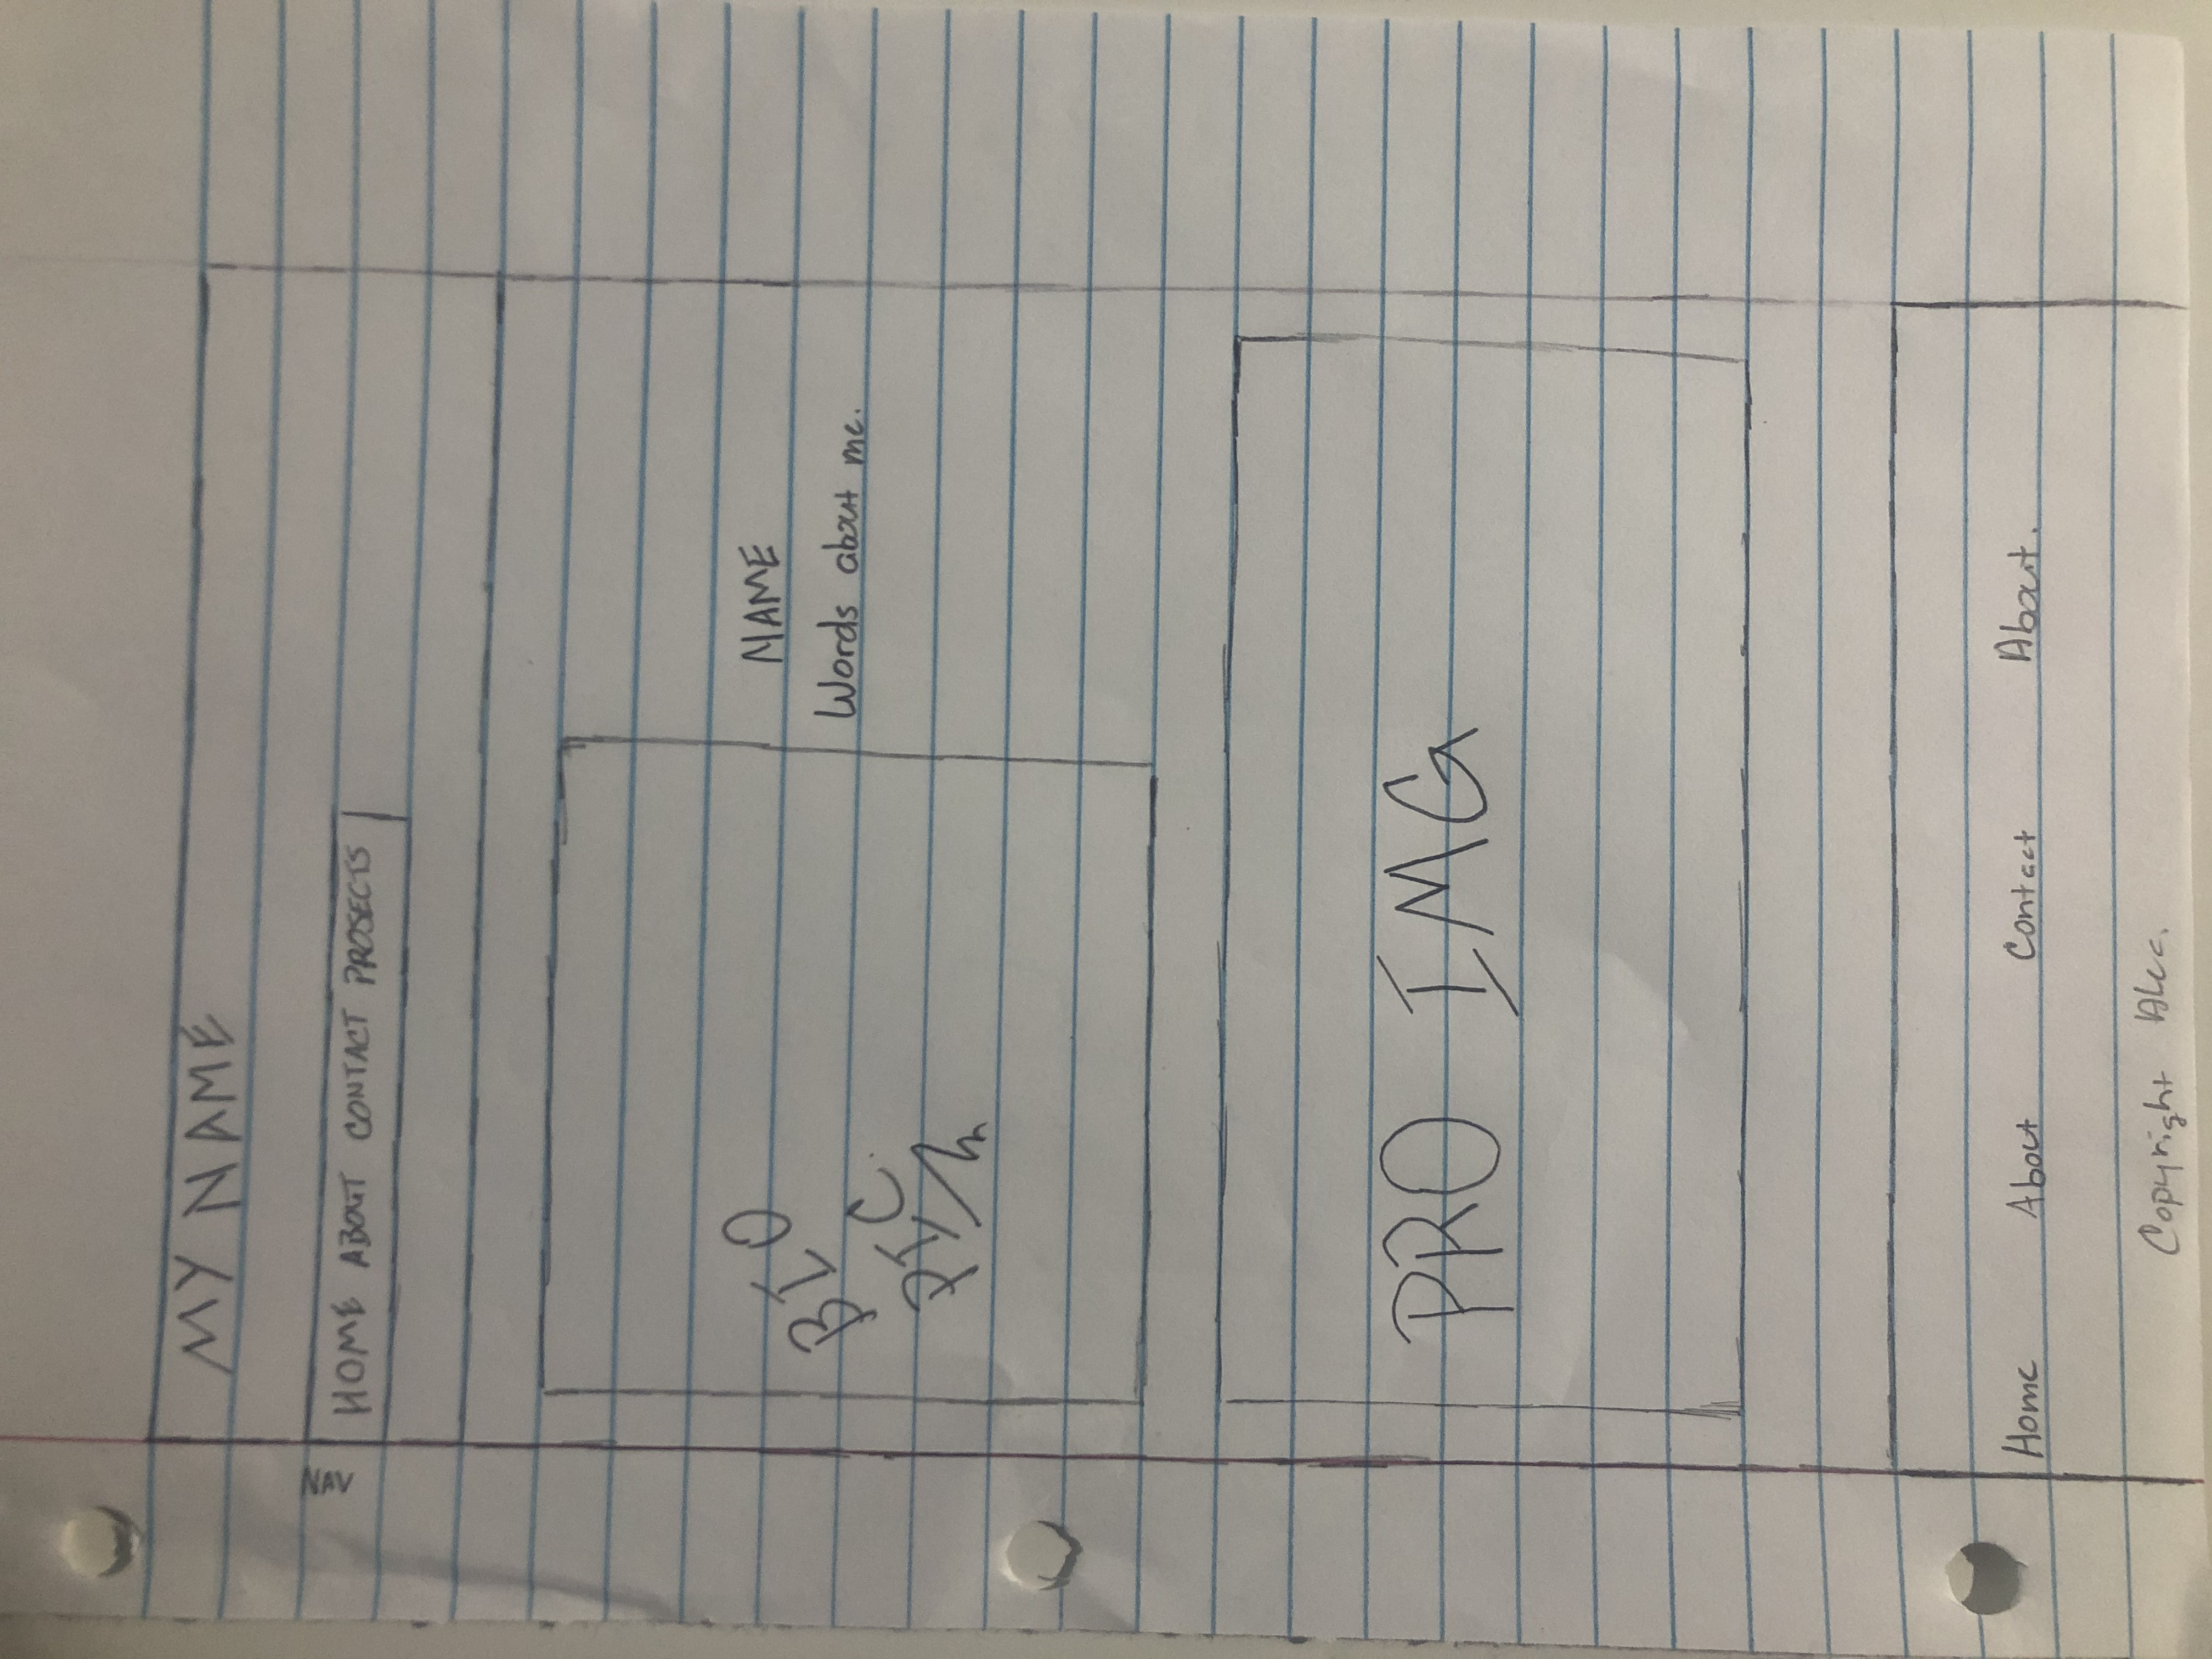 MY NAME
NAV
HOME ABOUT CONTACT PROJECTS
BIO
PIC.
NAME
Words about me.
PRO IMG
Home About Contact About.
Copyright Alec.